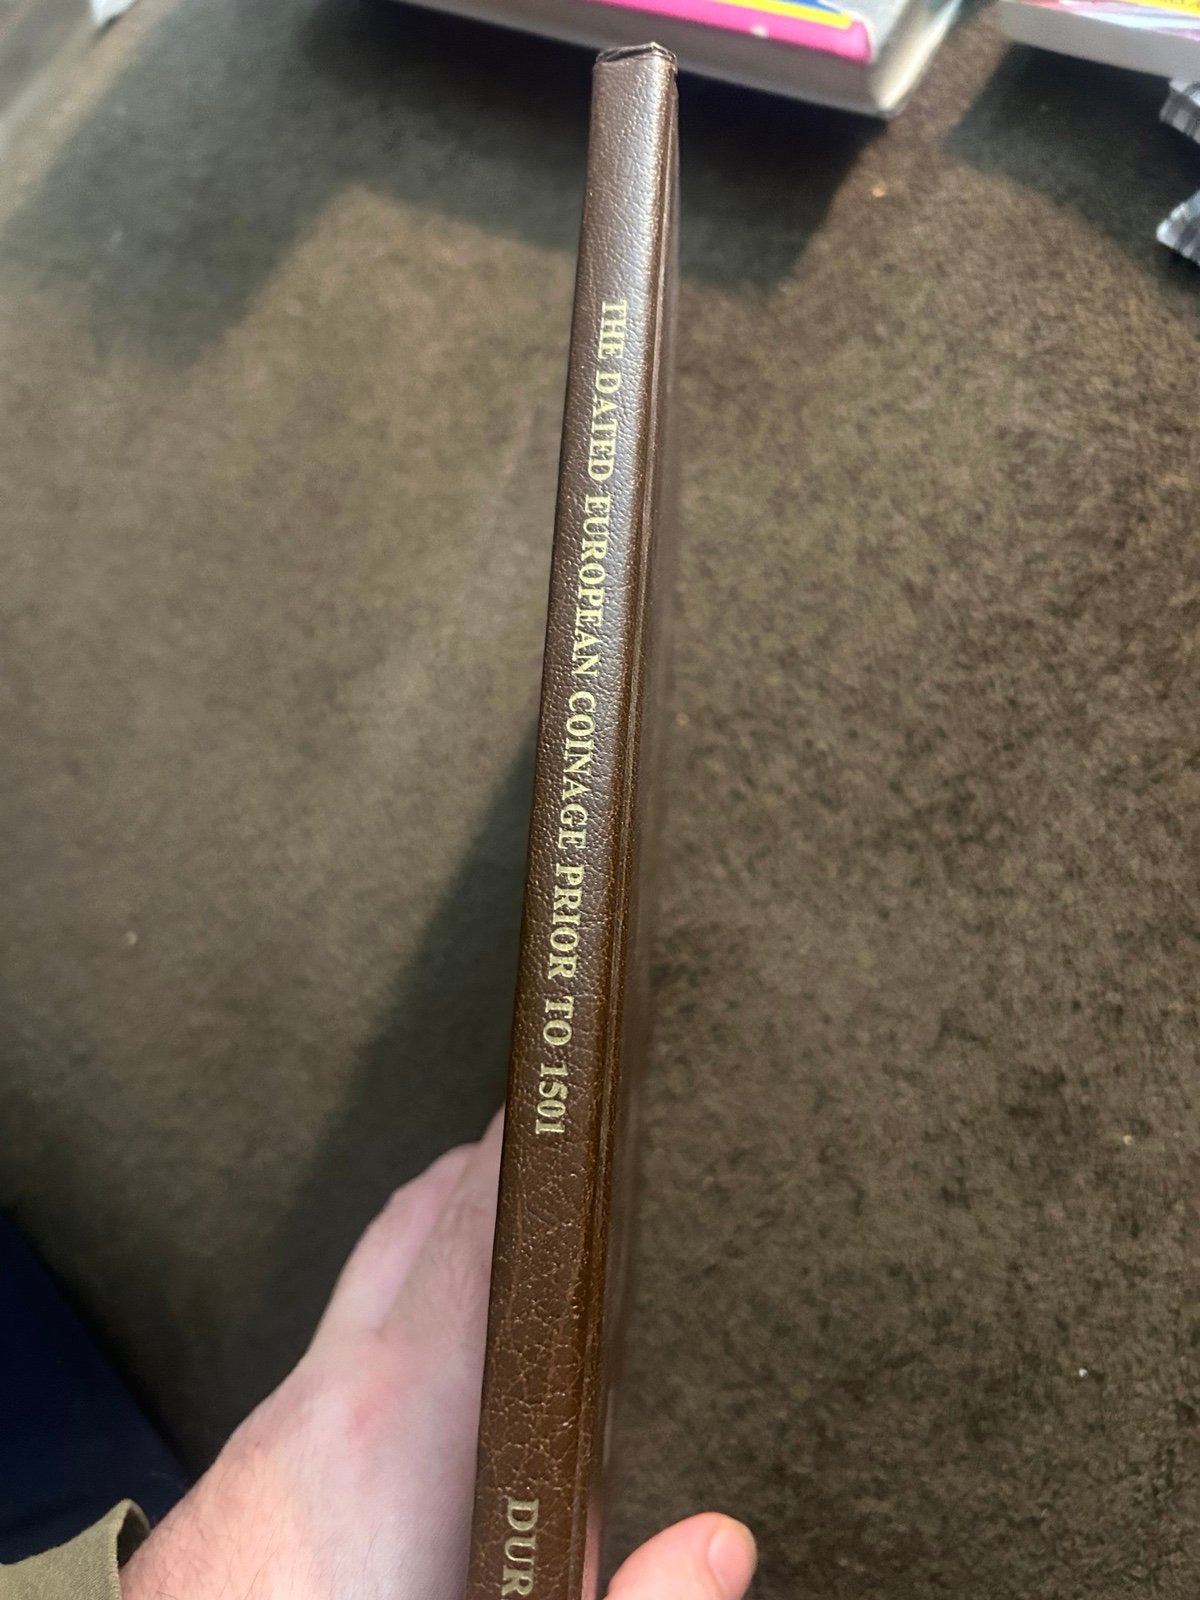 THE DATED EUROPEAN COINAGE PRIOR TO 1501
DUR